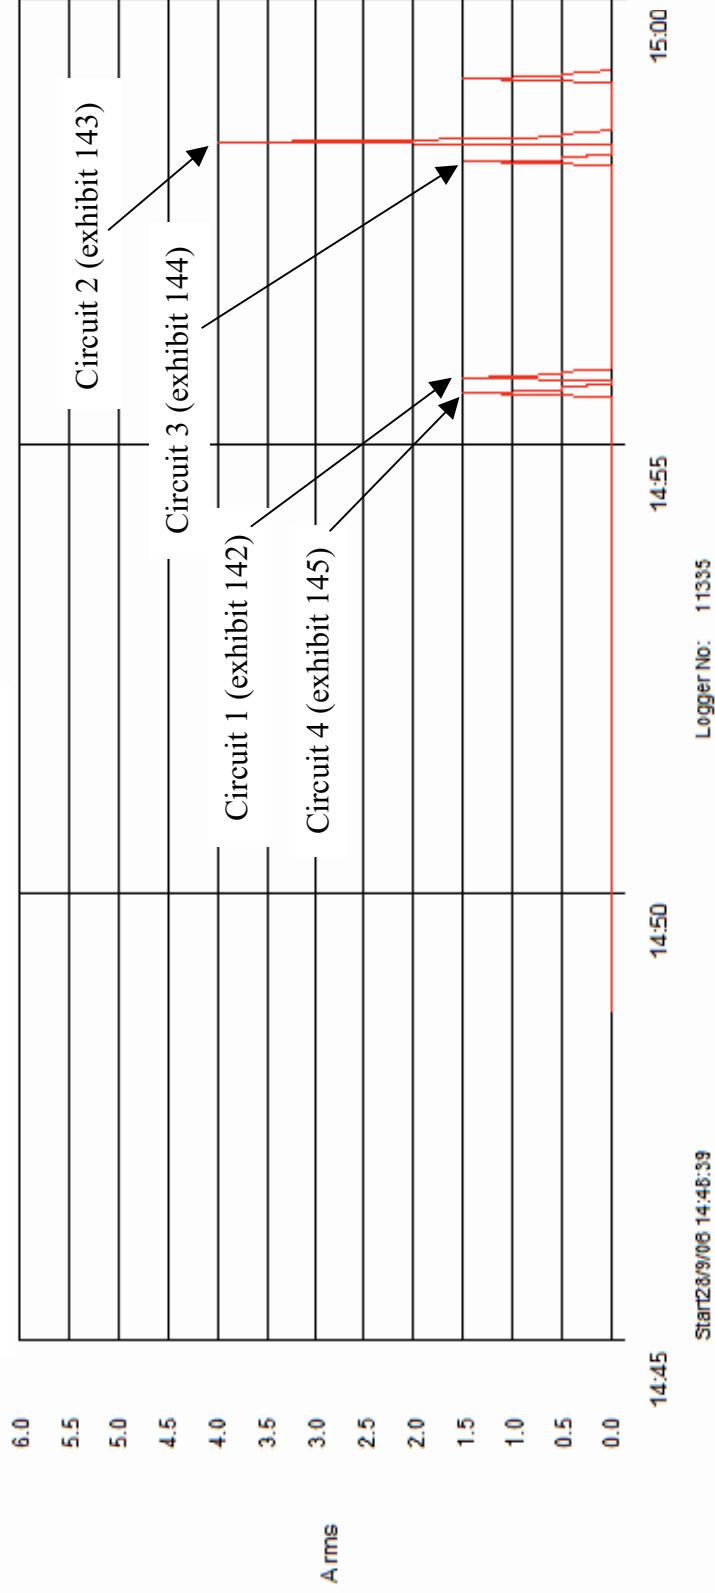 Circuit 2 (exhibit 143)
Circuit 3 (exhibit 144)
Circuit 1 (exhibit 142)
Circuit 4 (exhibit 145)
6.0
5.5
5.0
4.5
4.0
3.5
3.0
2.5
2.0
1.5
1.0
0.5
0.0
Arms
14:45
14:50
14:55
15:00
Start28/9/06 14:48:39
Logger No: 11335